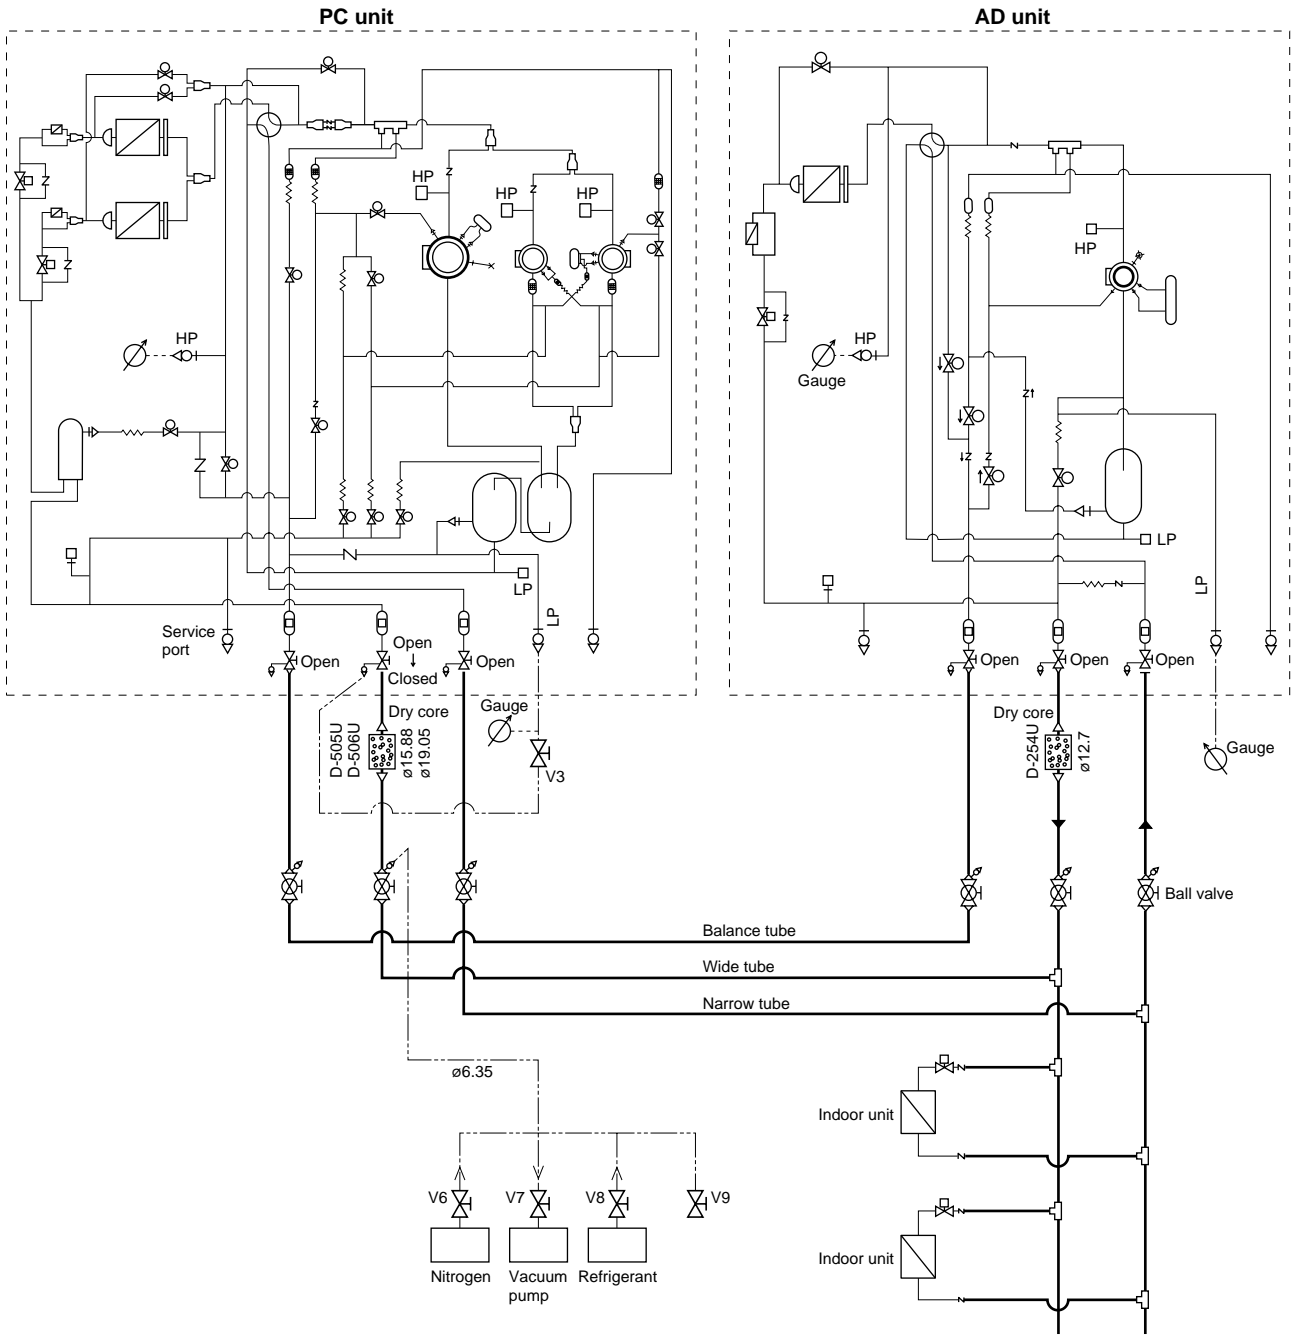 PC unit
AD unit
HP
HP
HP
HP
LP
LP
Service
port
Open
Open
Closed
Open
Gauge
Dry core
D-505U
D-506U
ø15.88
ø19.05
V3
HP
HP
Gauge
LP
LP
Open
Open
Open
Dry core
D-254U
ø12.7
Gauge
Ball valve
Balance tube
Wide tube
Narrow tube
ø6.35
Indoor unit
Indoor unit
V6
V7
V8
V9
Nitrogen
Vacuum
pump
Refrigerant